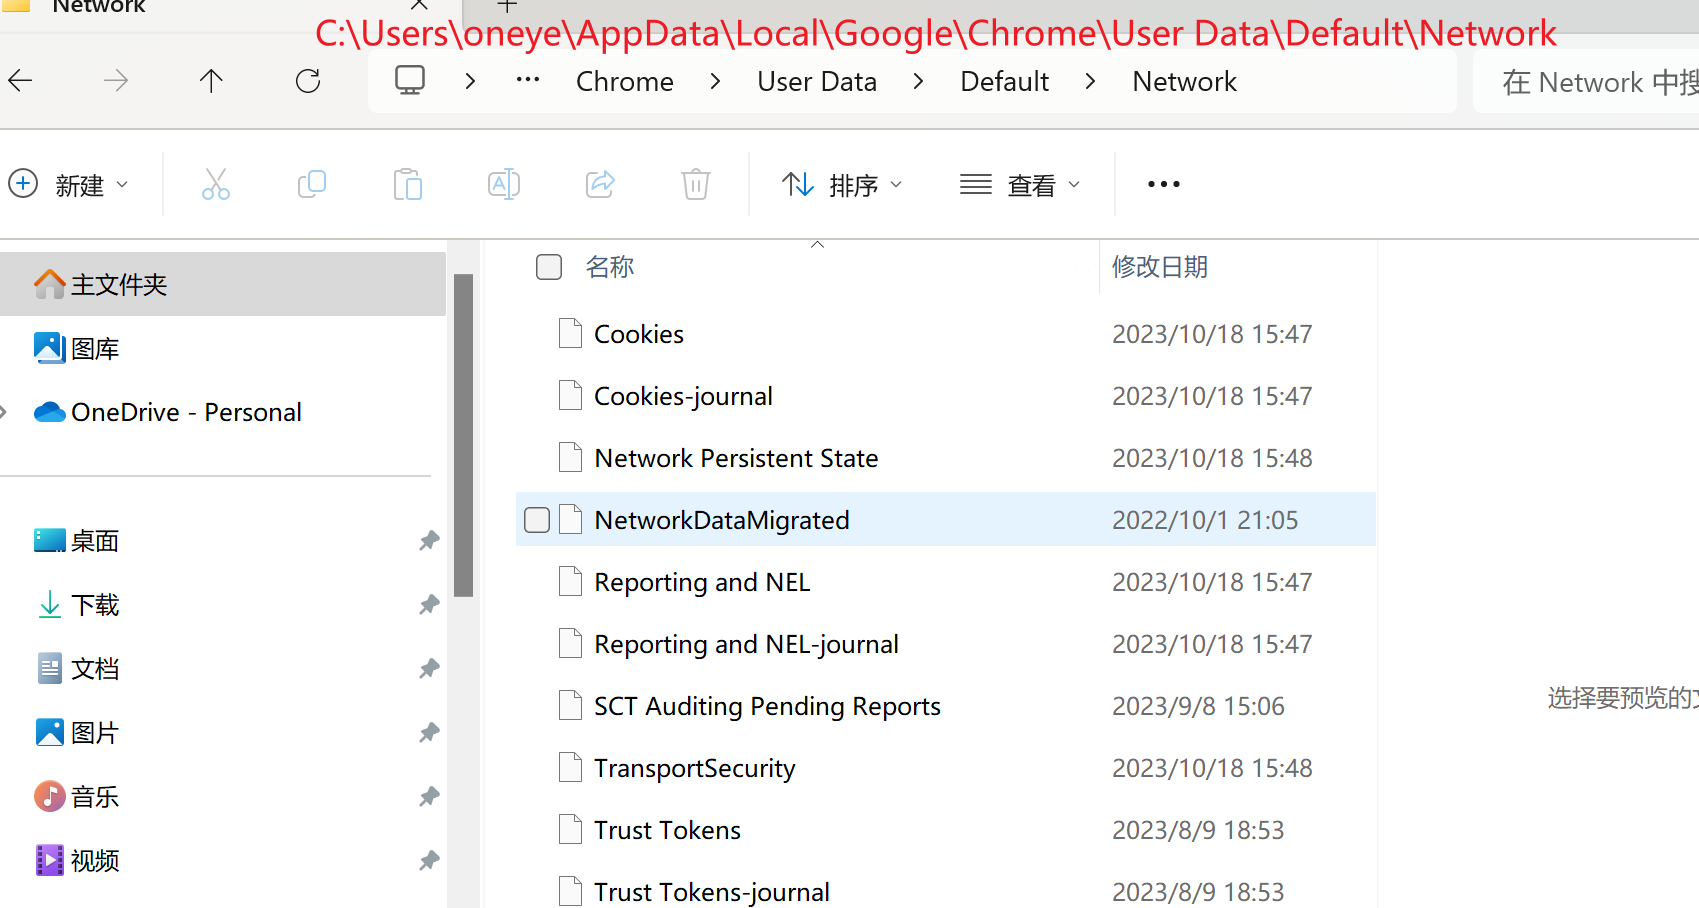 Network
C:\Users\oneye\AppData\Local\Google\Chrome\User Data\Default\Network
Chrome > User Data > Default > Network
在 Network 中搜
新建
排序
查看
主文件夹
图库
OneDrive - Personal
桌面
下载
文档
图片
音乐
视频
名称 修改日期
Cookies 2023/10/18 15:47
Cookies-journal 2023/10/18 15:47
Network Persistent State 2023/10/18 15:48
NetworkDataMigrated 2022/10/1 21:05
Reporting and NEL 2023/10/18 15:47
Reporting and NEL-journal 2023/10/18 15:47
SCT Auditing Pending Reports 2023/9/8 15:06
TransportSecurity 2023/10/18 15:48
Trust Tokens 2023/8/9 18:53
Trust Tokens-journal 2023/8/9 18:53
选择要预览的